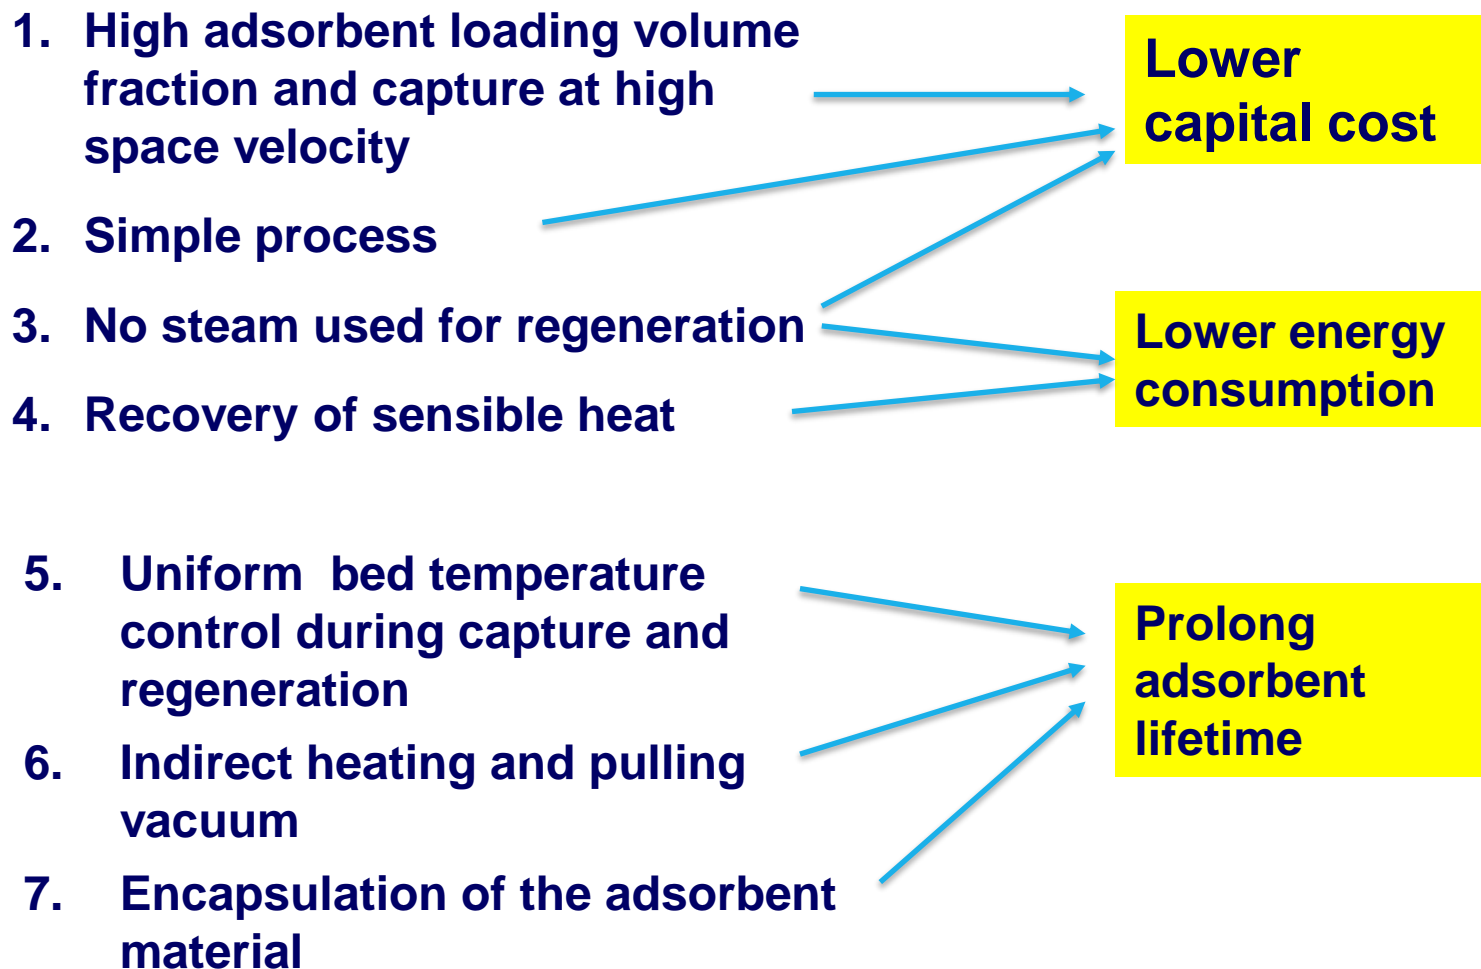 1. High adsorbent loading volume
fraction and capture at high
space velocity
Lower
capital cost
2. Simple process
3. No steam used for regeneration
Lower energy
consumption
4. Recovery of sensible heat
5. Uniform bed temperature
control during capture and
regeneration
Prolong
adsorbent
lifetime
6. Indirect heating and pulling
vacuum
7. Encapsulation of the adsorbent
material